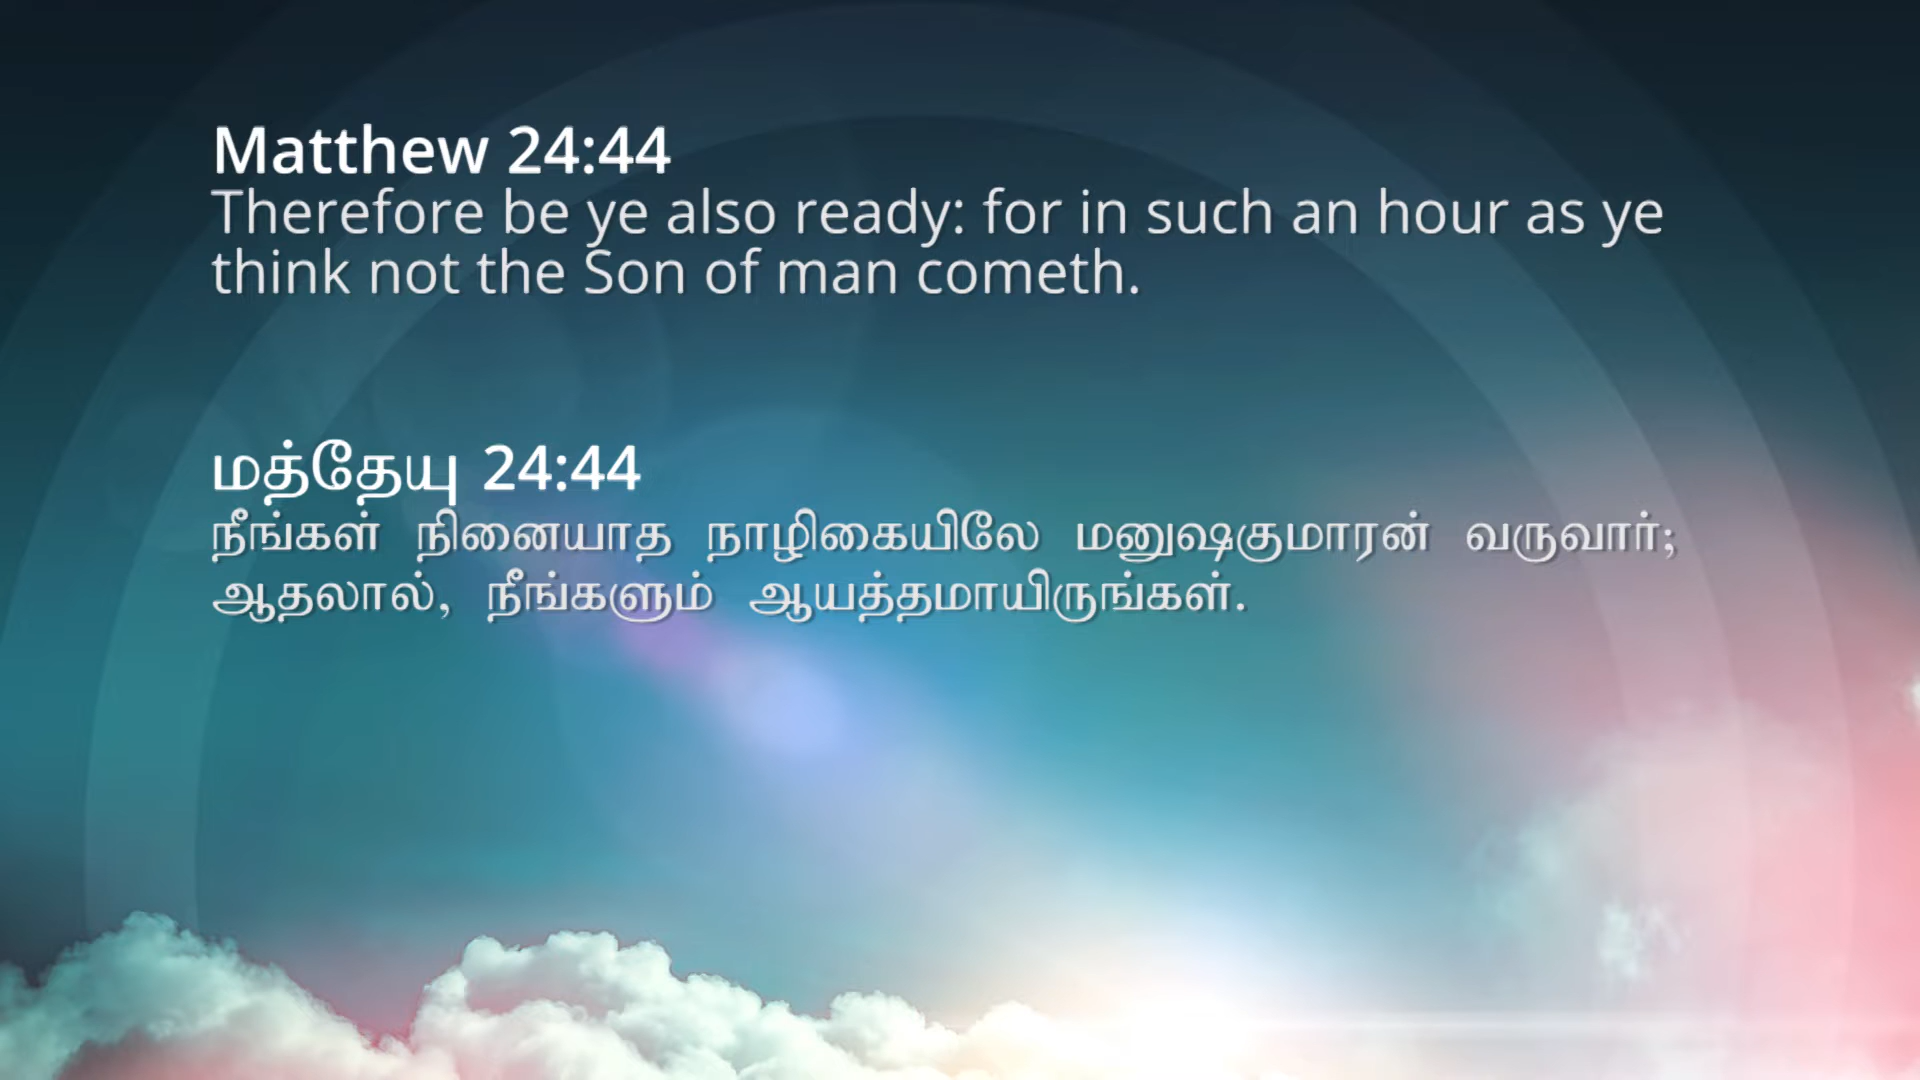 Matthew 24:44
Therefore be ye also ready: for in such an hour as ye
think not the Son of man cometh.
மத்தேயு 24:44
நீங்கள் நினையாத நாழிகையிலே மனுஷகுமாரன் வருவார்;
ஆதலால், நீங்களும் ஆயத்தமாயிருங்கள்.